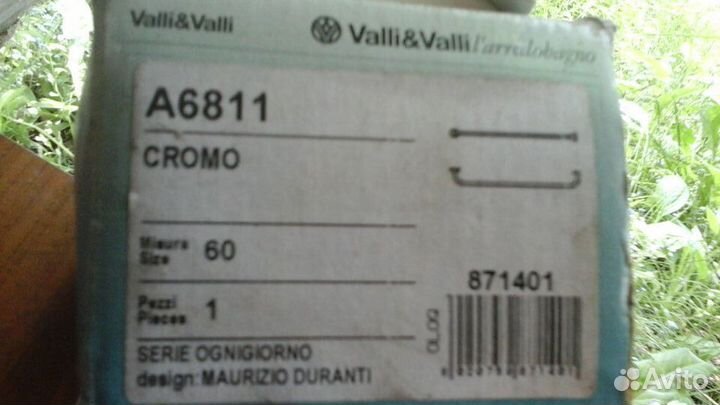 Valli&Valli
Valli&Valli l'arredobagno
A6811
CROMO
Misura
Size 60
871401
Pezzi
Pieces 1
SERIE OGNIGIORNO
design: MAURIZIO DURANTI
Avito